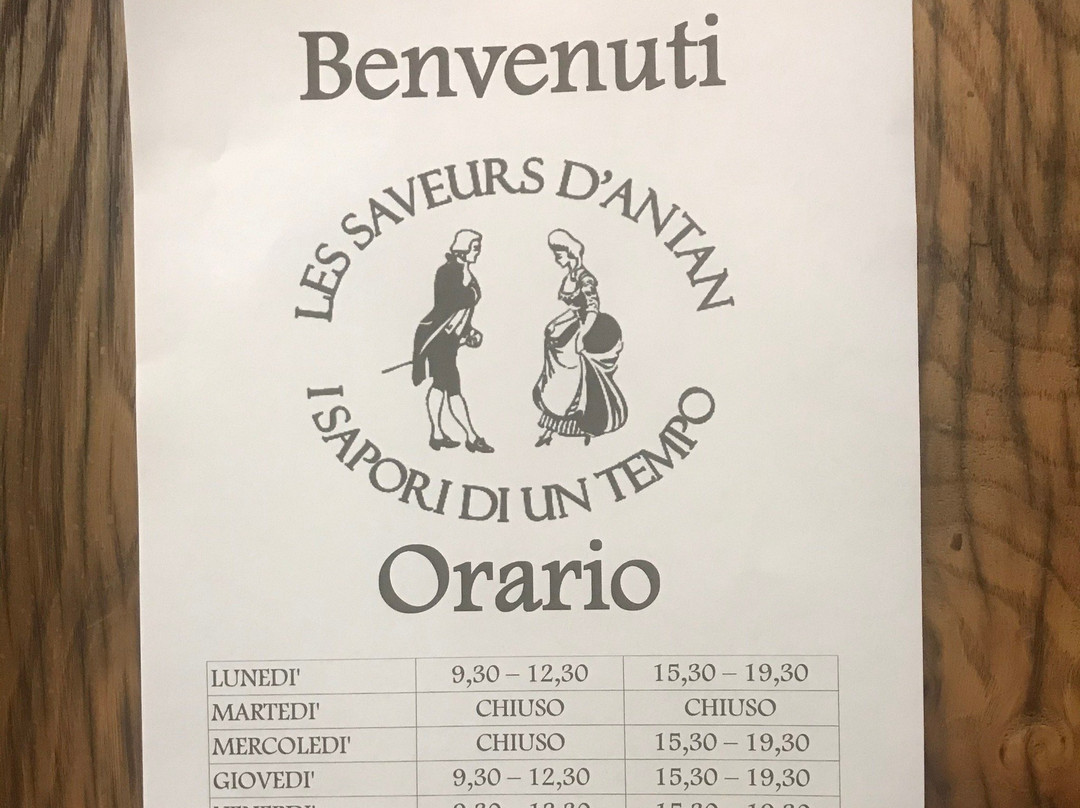 Benvenuti
LES SAVEURS D'ANTAN
I SAPORI DI UN TEMPO
Orario
LUNEDI' 9,30 – 12,30 15,30 – 19,30
MARTEDI' CHIUSO CHIUSO
MERCOLEDI' CHIUSO 15,30 – 19,30
GIOVEDI' 9,30 – 12,30 15,30 – 19,30